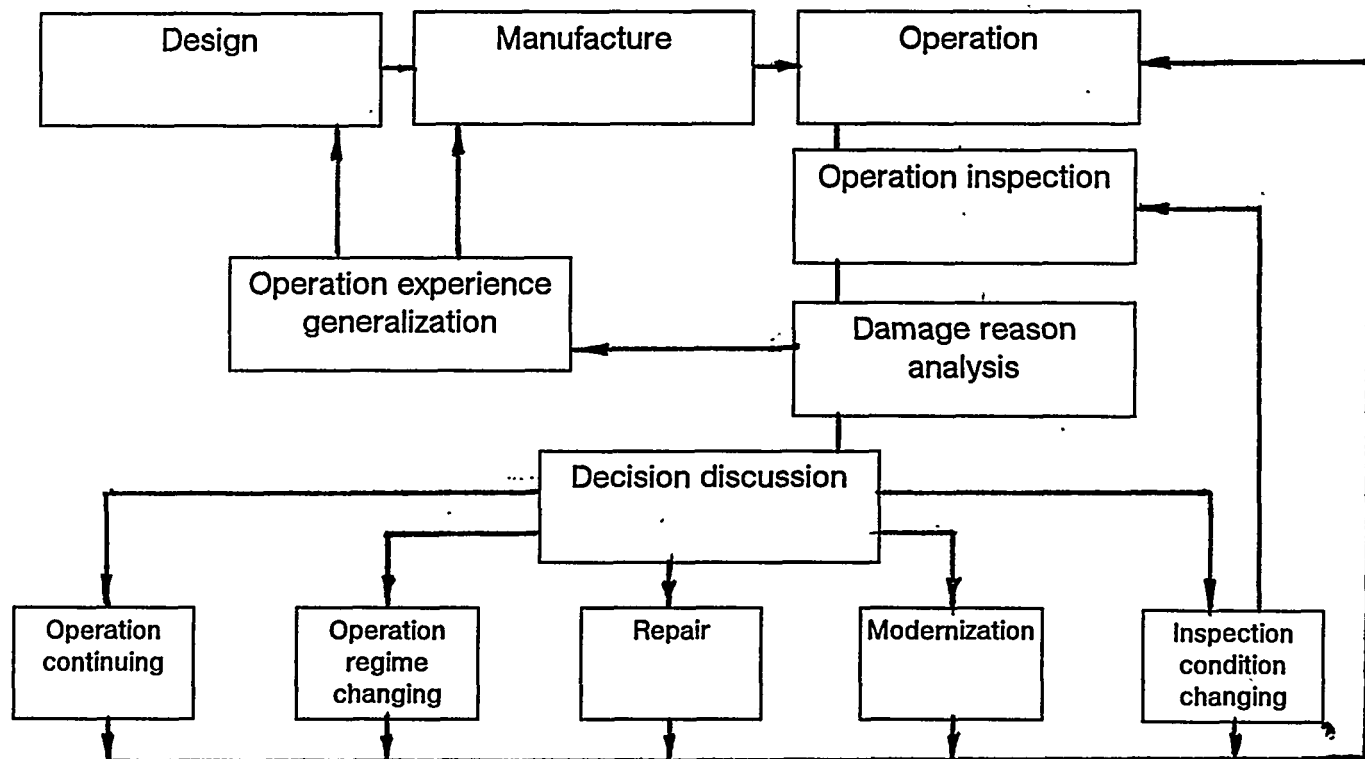 Design
Manufacture
Operation
Operation inspection
Operation experience
generalization
Damage reason
analysis
Decision discussion
Operation
continuing
Operation
regime
changing
Repair
Modernization
Inspection
condition
changing